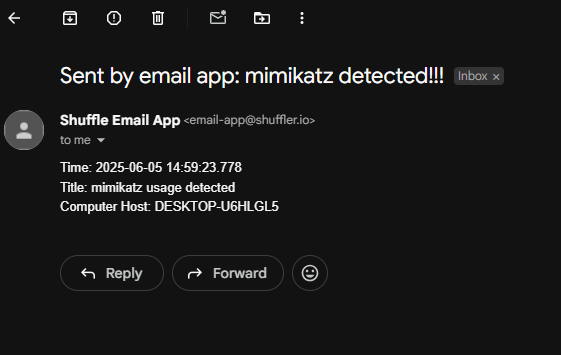 Sent by email app: mimikatz detected!!! Inbox ×
Shuffle Email App <email-app@shuffler.io>
to me
Time: 2025-06-05 14:59:23.778
Title: mimikatz usage detected
Computer Host: DESKTOP-U6HLGL5
Reply Forward